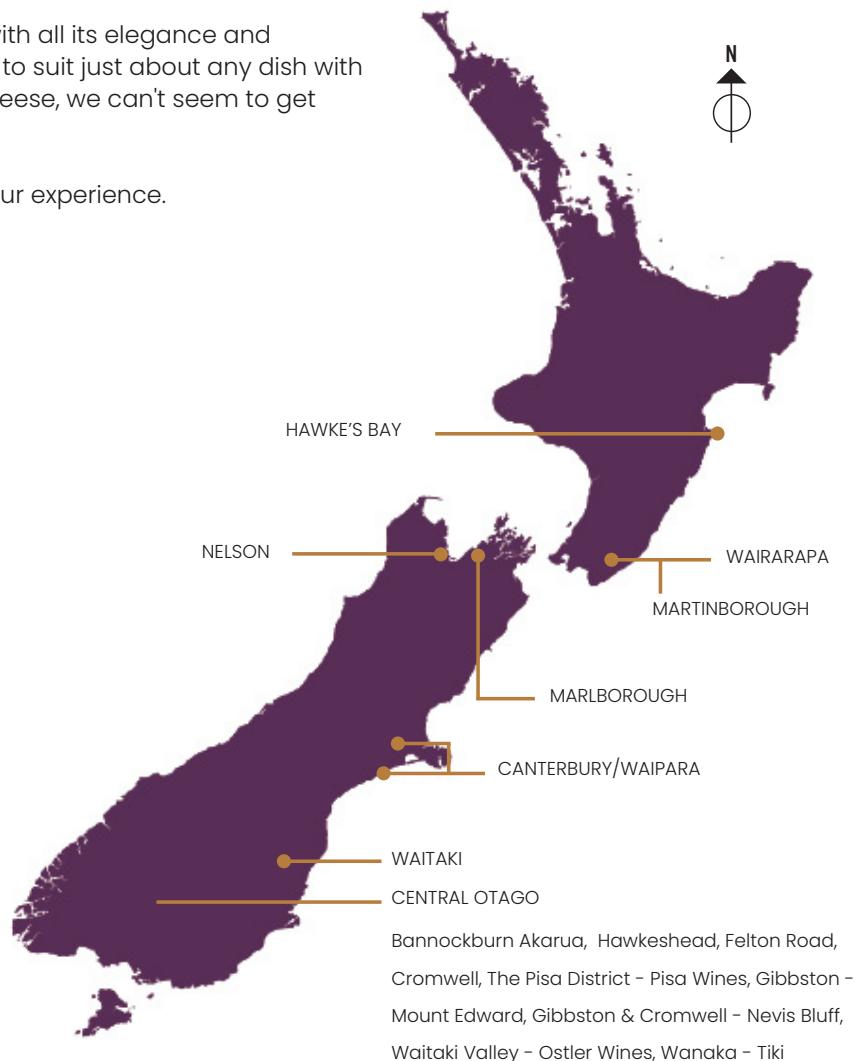 with all its elegance and
to suit just about any dish with
eese, we can't seem to get
ur experience.
N
HAWKE'S BAY
NELSON
WAIRARAPA
MARTINBOROUGH
MARLBOROUGH
CANTERBURY/WAIPARA
WAITAKI
CENTRAL OTAGO
Bannockburn Akarua, Hawkeshead, Felton Road,
Cromwell, The Pisa District - Pisa Wines, Gibbston -
Mount Edward, Gibbston & Cromwell - Nevis Bluff,
Waitaki Valley - Ostler Wines, Wanaka - Tiki